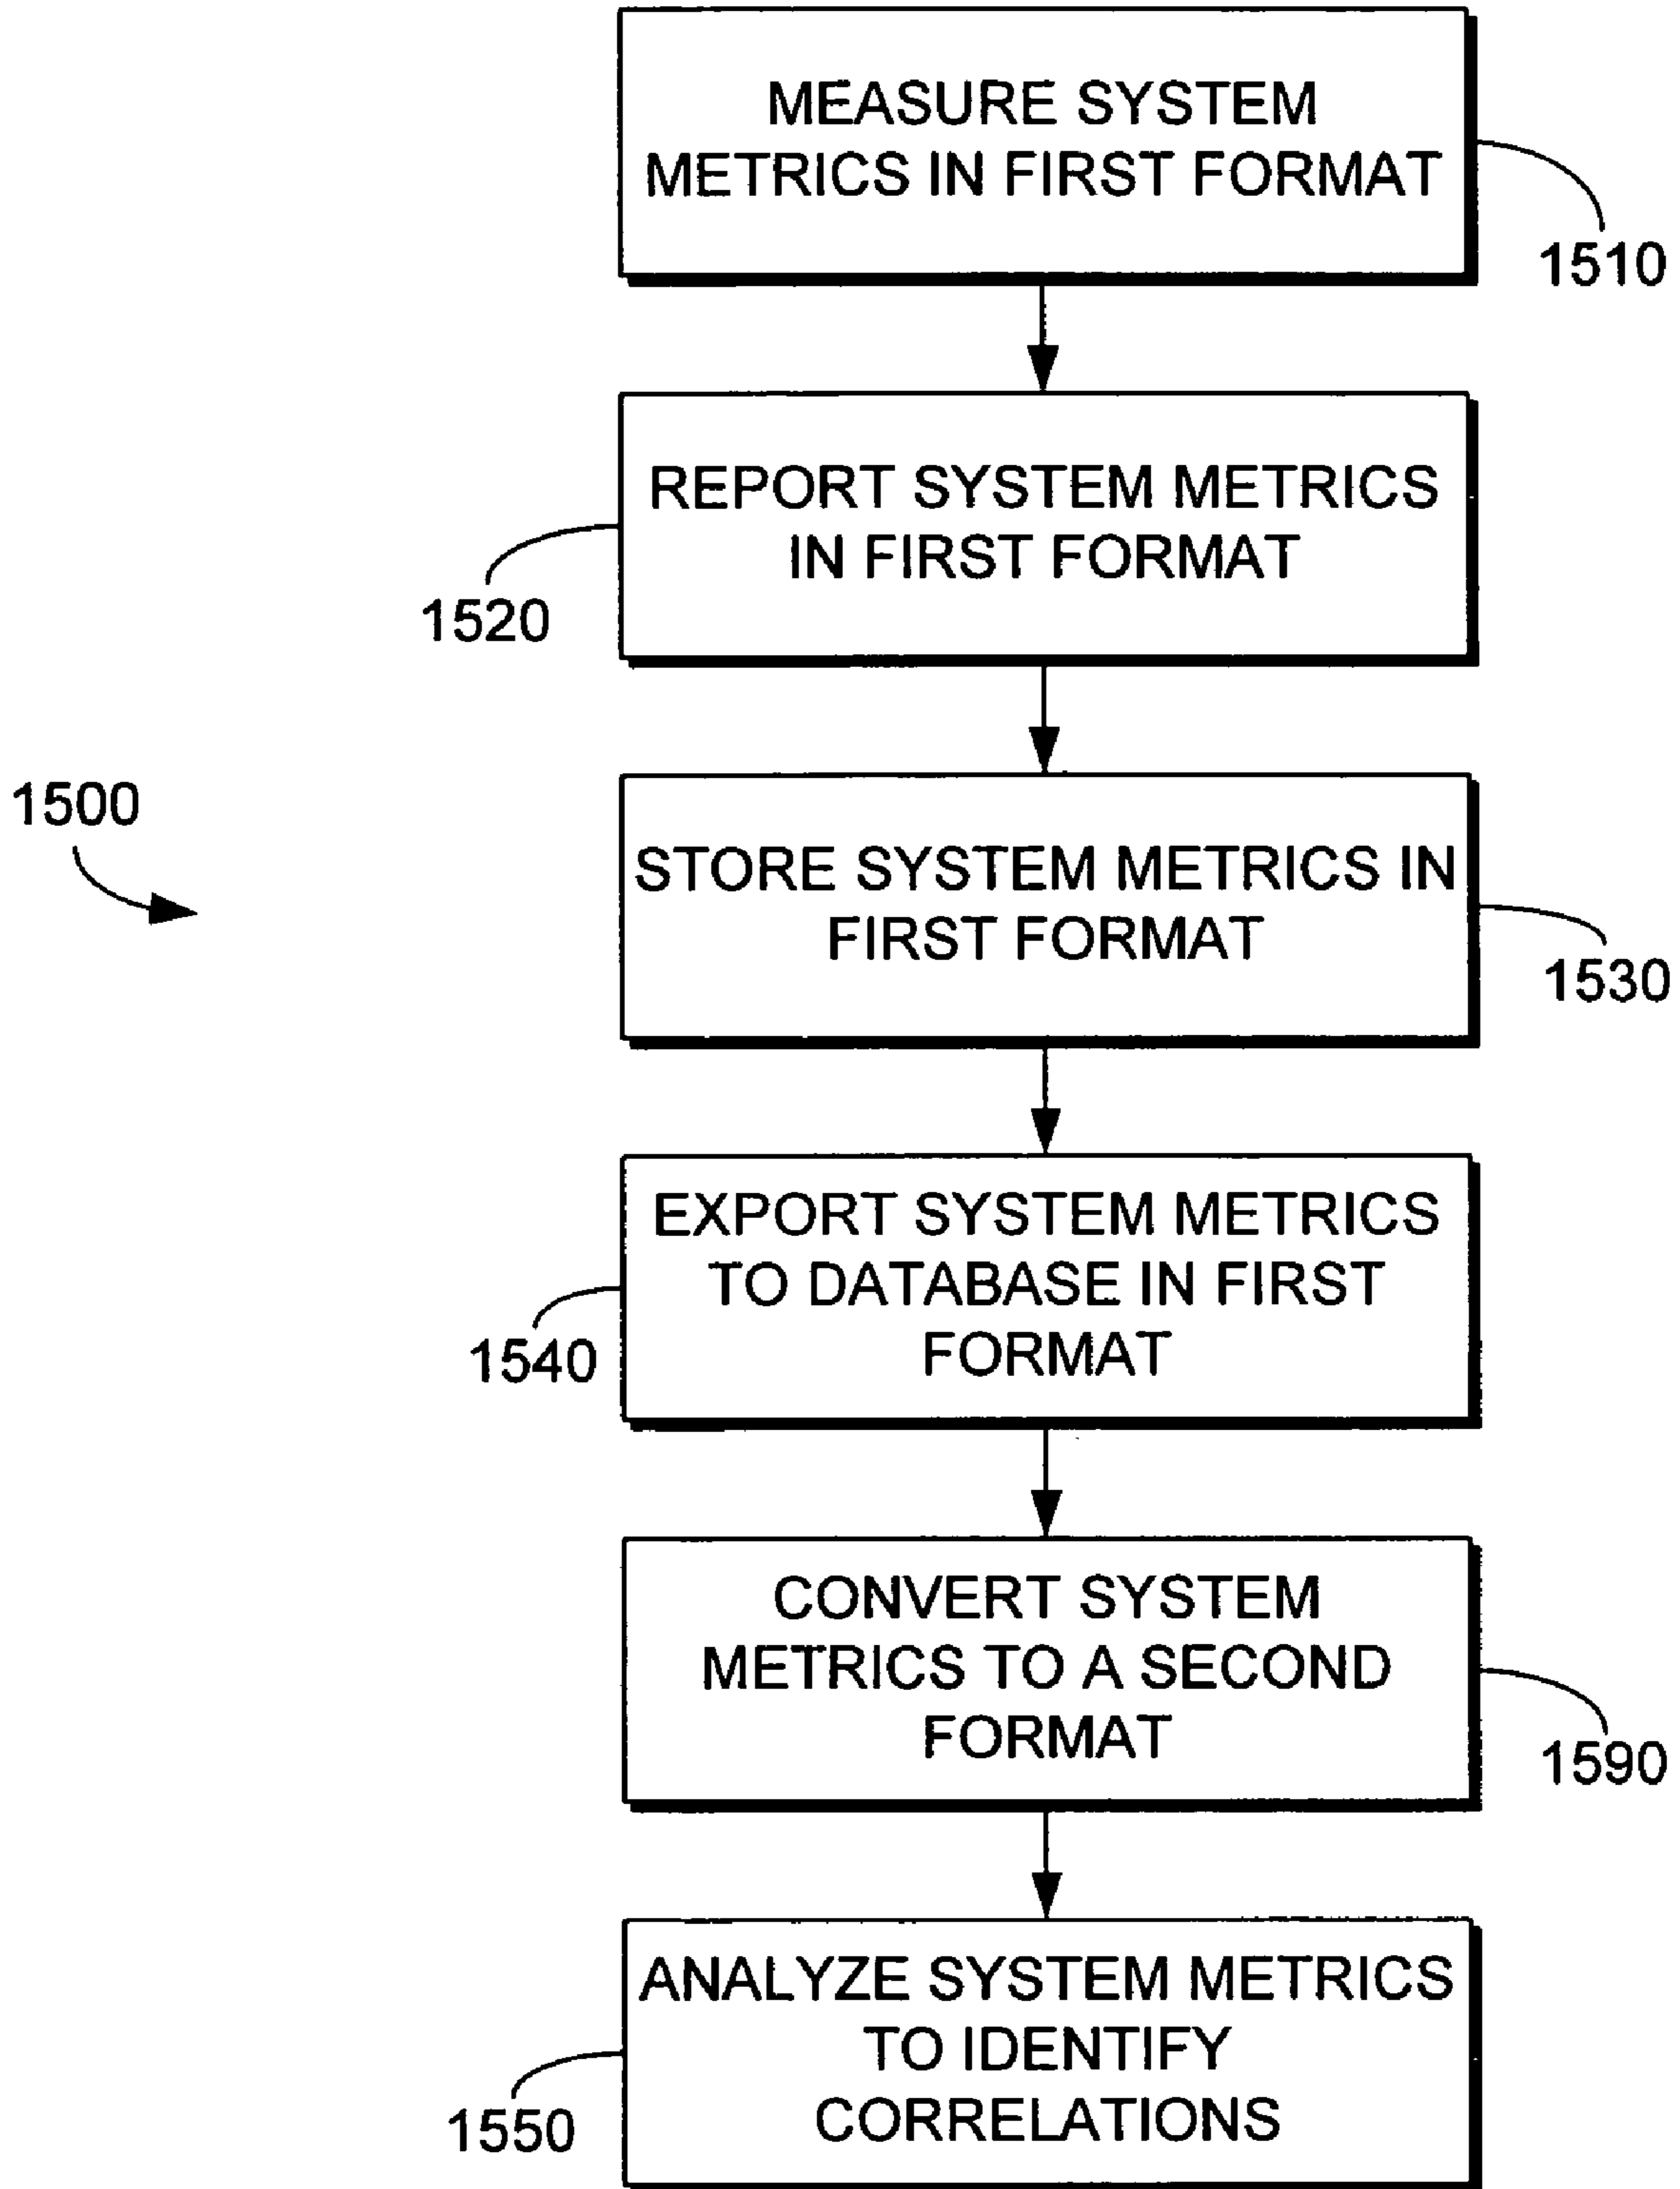 MEASURE SYSTEM
METRICS IN FIRST FORMAT
1510
REPORT SYSTEM METRICS
IN FIRST FORMAT
1520
1500
STORE SYSTEM METRICS IN
FIRST FORMAT
1530
EXPORT SYSTEM METRICS
TO DATABASE IN FIRST
FORMAT
1540
CONVERT SYSTEM
METRICS TO A SECOND
FORMAT
1590
ANALYZE SYSTEM METRICS
TO IDENTIFY
CORRELATIONS
1550